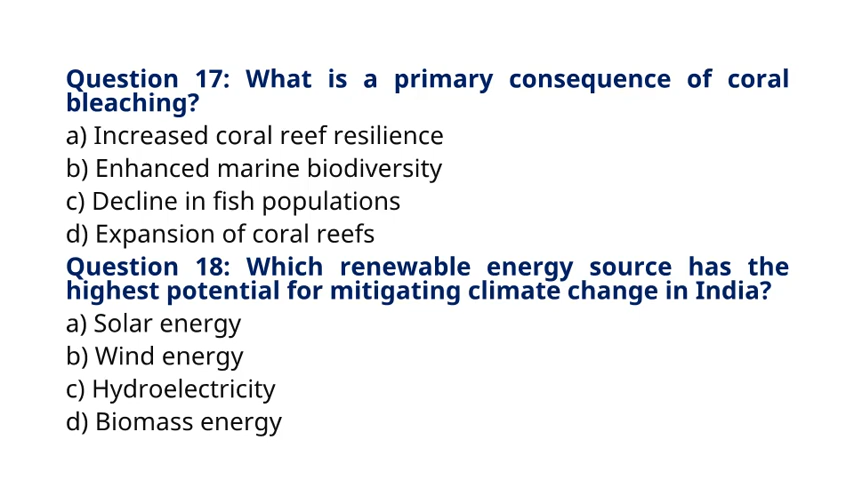 Question 17: What is a primary consequence of coral
bleaching?
a) Increased coral reef resilience
b) Enhanced marine biodiversity
c) Decline in fish populations
d) Expansion of coral reefs
Question 18: Which renewable energy source has the
highest potential for mitigating climate change in India?
a) Solar energy
b) Wind energy
c) Hydroelectricity
d) Biomass energy